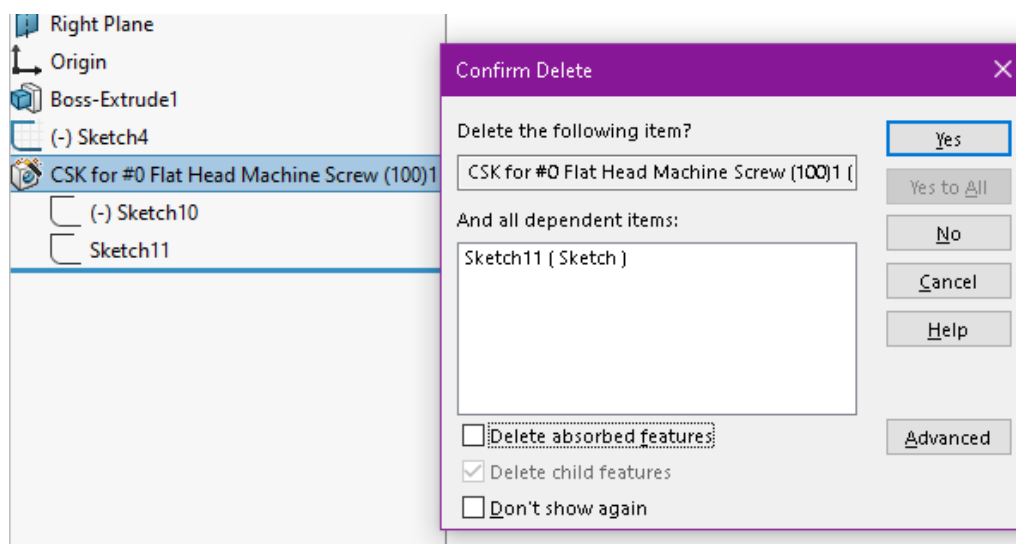 Right Plane
Origin
Boss-Extrude1
(-) Sketch4
CSK for #0 Flat Head Machine Screw (100)1
(-) Sketch10
Sketch11
Confirm Delete
Delete the following item?
CSK for #0 Flat Head Machine Screw (100)1 (
And all dependent items:
Sketch11 ( Sketch )
Delete absorbed features
Delete child features
Don't show again
Yes
Yes to All
No
Cancel
Help
Advanced